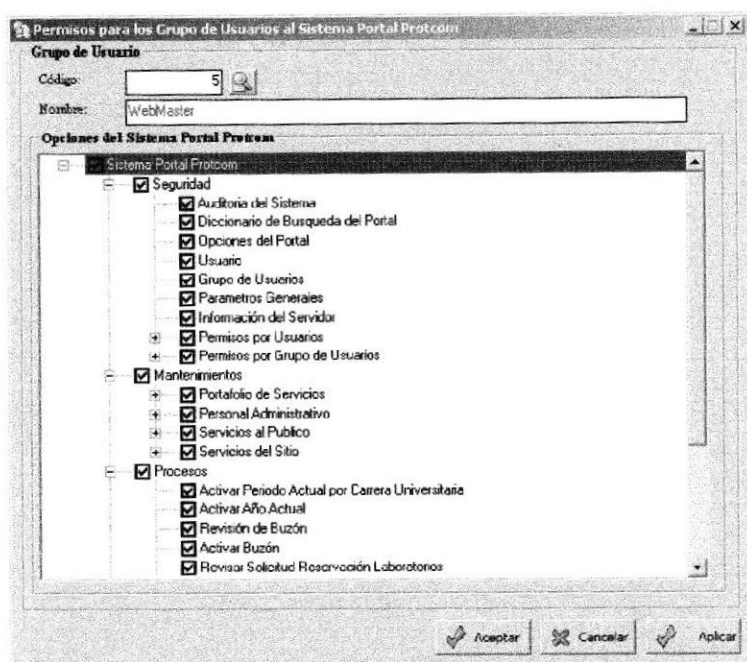 Permisos para los Grupo de Usuarios al Sistema Portal Protcom
Grupo de Usuario
Código:
5
Nombre:
WebMaster
Opciones del Sistema Portal Protcom
Sistema Portal Protcom
Seguridad
Auditoria del Sistema
Diccionario de Busqueda del Portal
Opciones del Portal
Usuario
Grupo de Usuarios
Parametros Generales
Información del Servidor
Permisos por Usuarios
Permisos por Grupo de Usuarios
Mantenimientos
Portafolio de Servicios
Personal Administrativo
Servicios al Publico
Servicios del Sitio
Procesos
Activar Periodo Actual por Carrera Universitaria
Activar Año Actual
Revisión de Buzón
Activar Buzón
Revisar Solicitud Reservación Laboratorios
Aceptar Cancelar Aplicar